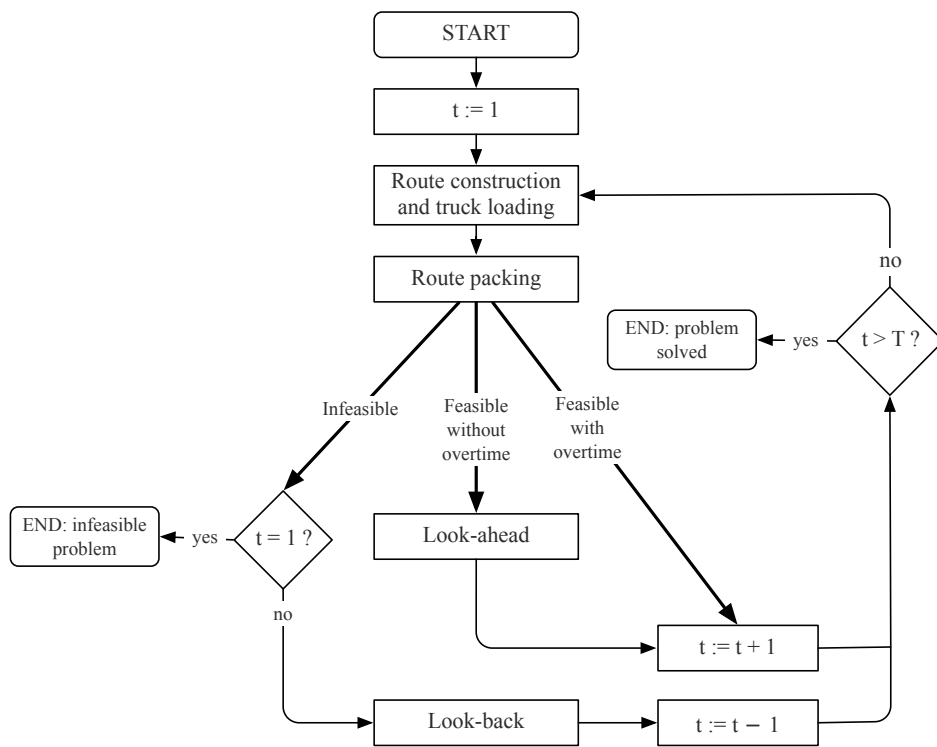 START
t := 1
Route construction
and truck loading
Route packing
no
t > T ?
yes
END: problem
solved
Infeasible
Feasible
without
overtime
Feasible
with
overtime
END: infeasible
problem
yes
t = 1 ?
Look-ahead
no
t := t + 1
Look-back
t := t − 1